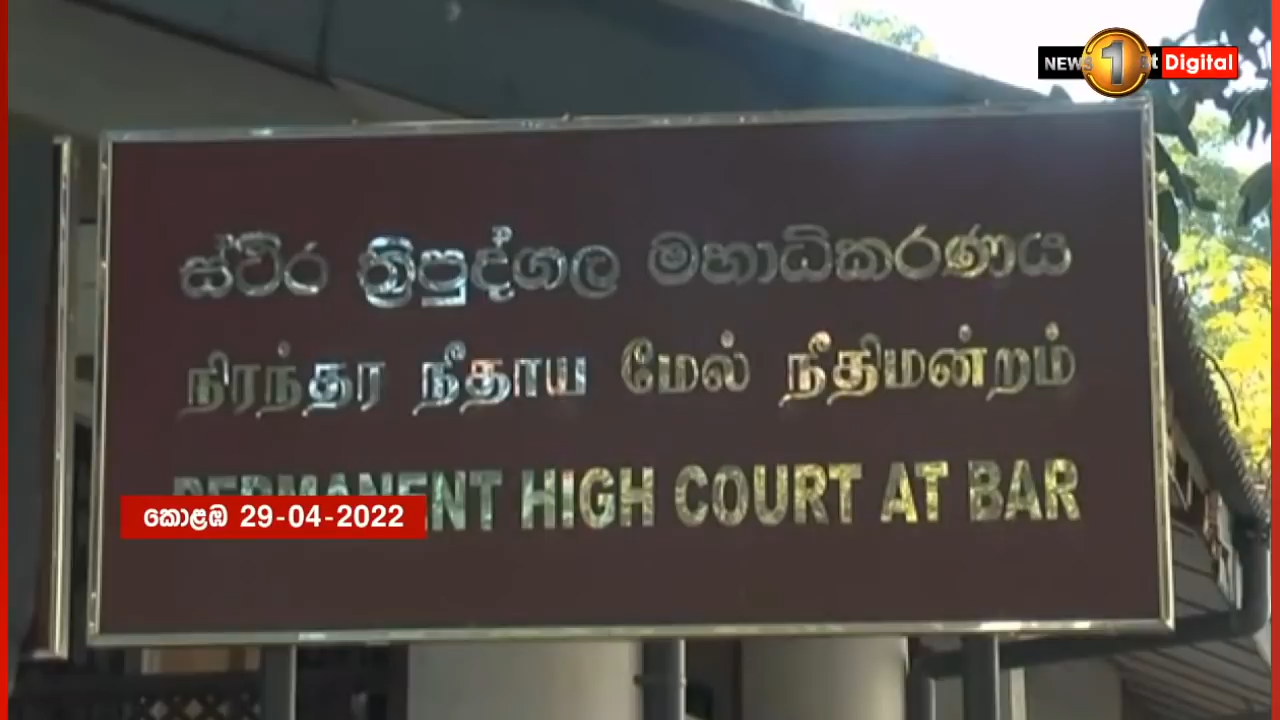 NEWS 1st Digital
ස්ථිර ත්‍රිපුද්ගල මහාධිකරණය
நிரந்தர நீதாய மேல் நீதிமன்றம்
PERMANENT HIGH COURT AT BAR
කොළඹ 29-04-2022